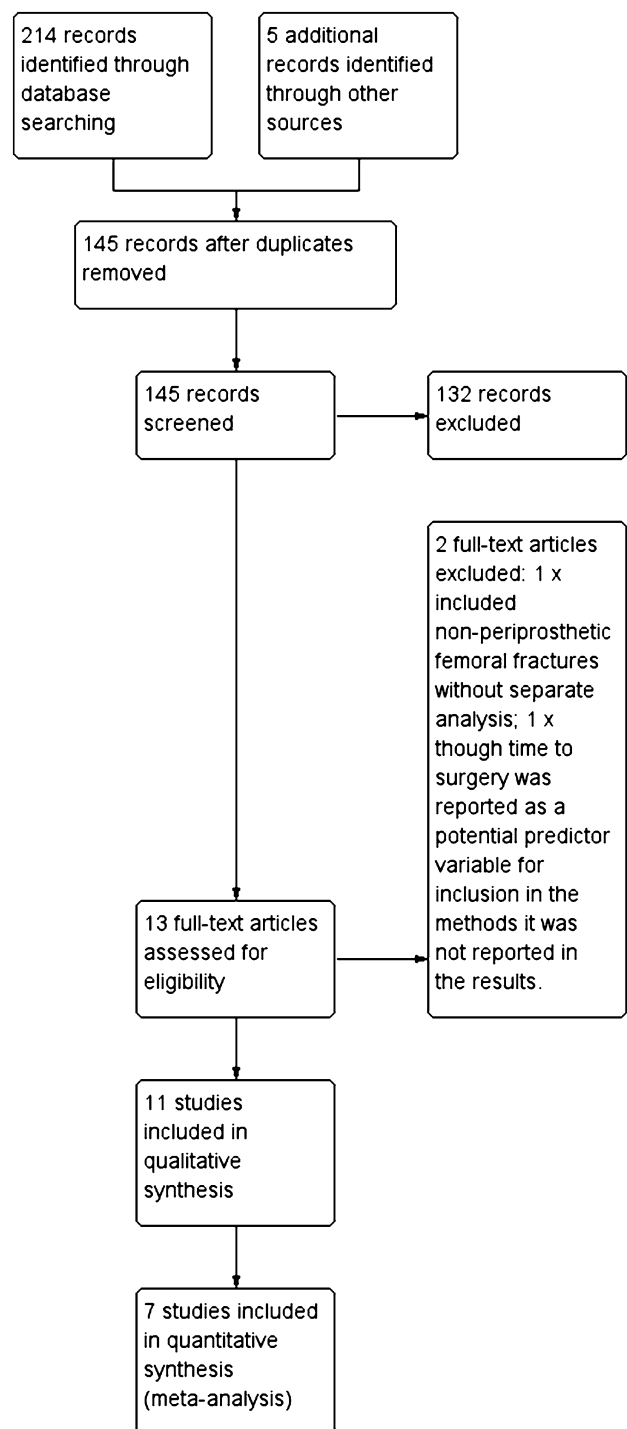 214 records
identified through
database
searching
5 additional
records identified
through other
sources
145 records after duplicates
removed
145 records
screened
132 records
excluded
2 full-text articles
excluded: 1 x
included
non-periprosthetic
femoral fractures
without separate
analysis; 1 x
though time to
surgery was
reported as a
potential predictor
variable for
inclusion in the
methods it was
not reported in
the results.
13 full-text articles
assessed for
eligibility
11 studies
included in
qualitative
synthesis
7 studies included
in quantitative
synthesis
(meta-analysis)